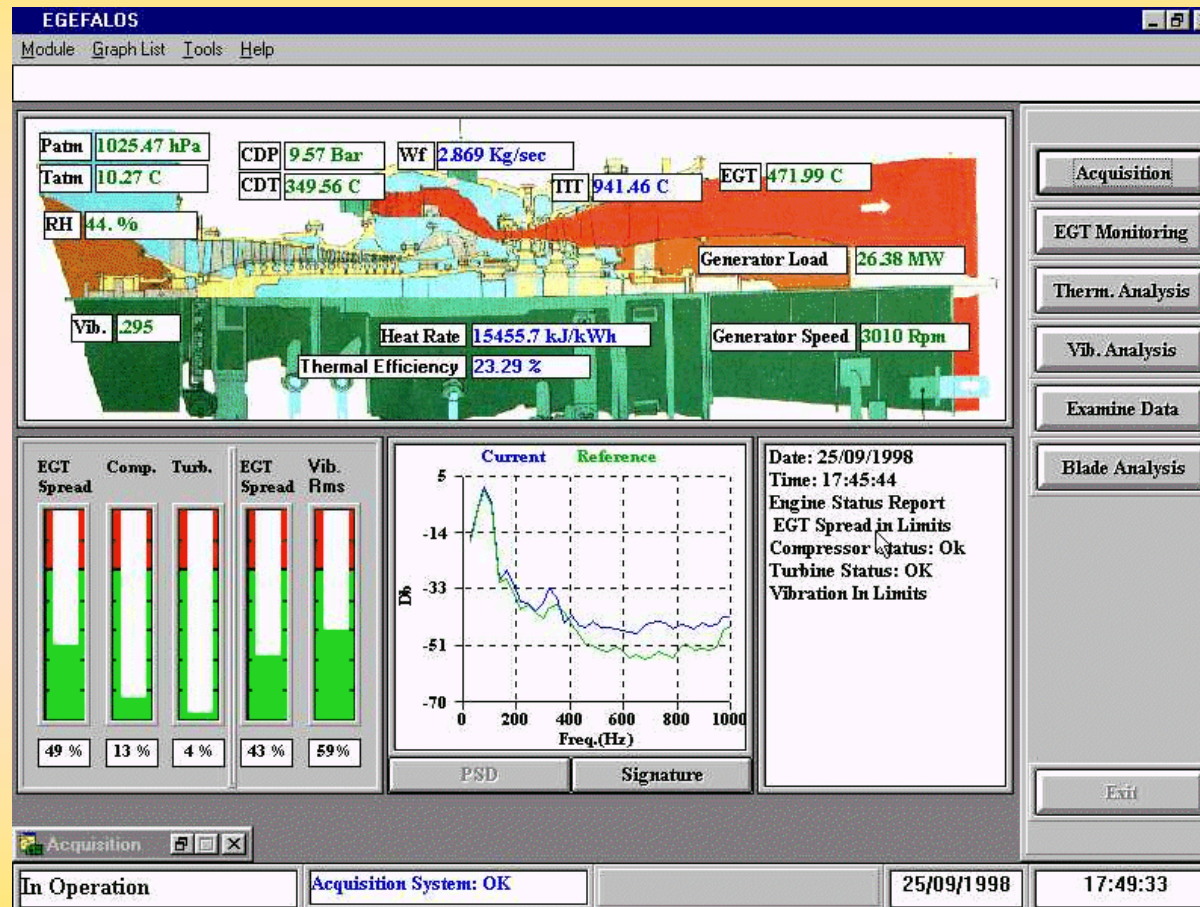 EGEFALOS
Module Graph List Tools Help
Patm 1025.47 hPa
Tatm 10.27 C
RH 44. %
CDP 9.57 Bar
CDT 349.56 C
Wf 2.869 Kg/sec
TIT 941.46 C
EGT 471.99 C
Generator Load 26.38 MW
Vib. .295
Heat Rate 15455.7 kJ/kWh
Generator Speed 3010 Rpm
Thermal Efficiency 23.29 %
Acquisition
EGT Monitoring
Therm. Analysis
Vib. Analysis
Examine Data
Blade Analysis
Exit
EGT Spread
Comp.
Turb.
EGT Spread
Vib. Rms
49 % 13 % 4 % 43 % 59%
Current Reference
5
-14
-33
-51
-70
Db
0 200 400 600 800 1000
Freq.(Hz)
PSD Signature
Date: 25/09/1998
Time: 17:45:44
Engine Status Report
EGT Spread in Limits
Compressor Status: Ok
Turbine Status: OK
Vibration In Limits
Acquisition
In Operation
Acquisition System: OK
25/09/1998
17:49:33